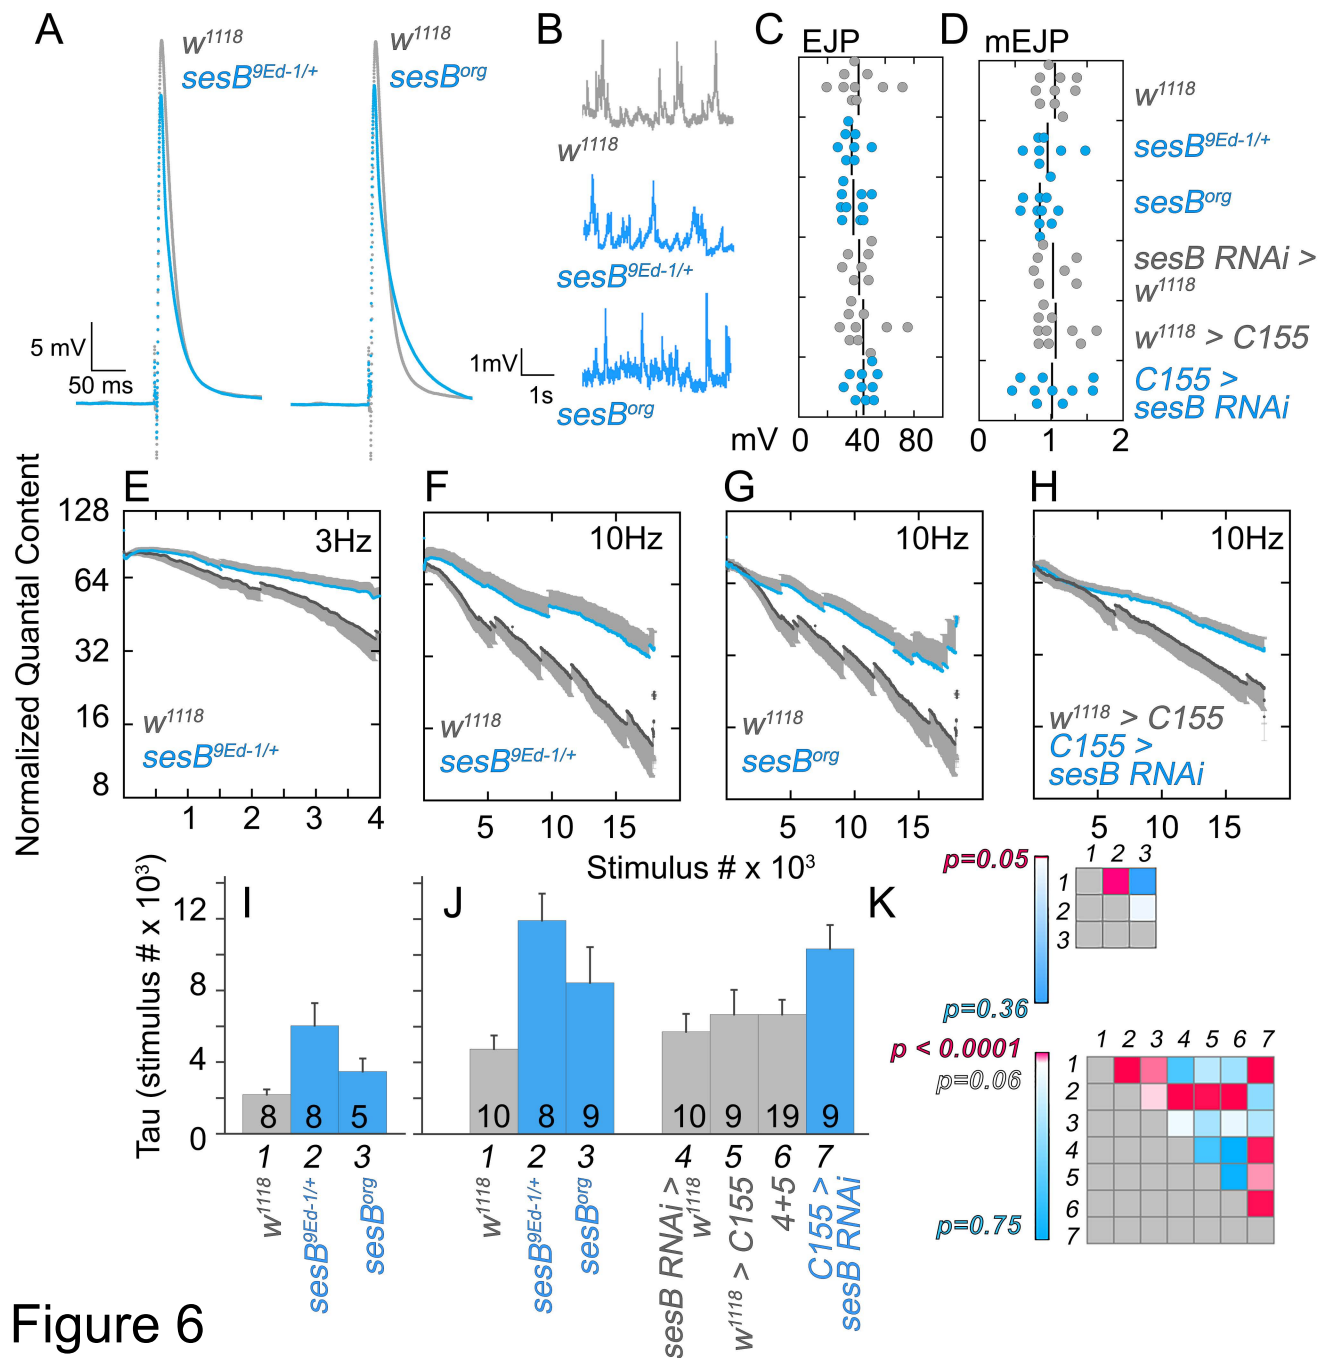 A
w1118
sesB9Ed-1/+
w1118
sesBorg
5 mV
50 ms
B
w1118
sesB9Ed-1/+
1mV
1s
sesBorg
C
EJP
mV 0 40 80
D
mEJP
0 1 2
w1118
sesB9Ed-1/+
sesBorg
sesB RNAi >
w1118
w1118 > C155
C155 >
sesB RNAi
Normalized Quantal Content
128
64
32
16
8
E
3Hz
w1118
sesB9Ed-1/+
1 2 3 4
F
10Hz
w1118
sesB9Ed-1/+
5 10 15
G
10Hz
w1118
sesBorg
5 10 15
H
10Hz
w1118 > C155
C155 >
sesB RNAi
5 10 15
Stimulus # x 10³
Tau (stimulus # x 10³)
12
8
4
0
I
8 8 5
1 2 3
w1118
sesB9Ed-1/+
sesBorg
J
10 8 9 10 9 19 9
1 2 3 4 5 6 7
w1118
sesB9Ed-1/+
sesBorg
sesB RNAi >
w1118
w1118 > C155
4+5
C155 >
sesB RNAi
K
p=0.05
p=0.36
1 2 3
1
2
3
p < 0.0001
p=0.06
p=0.75
1 2 3 4 5 6 7
1
2
3
4
5
6
7
Figure 6